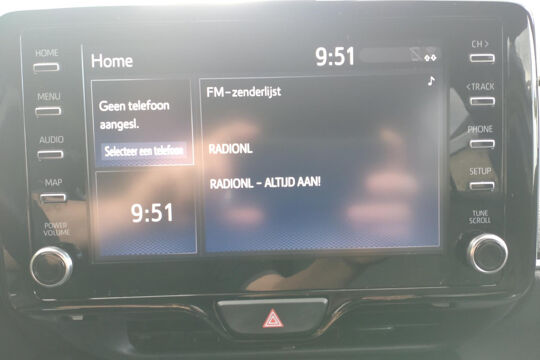 HOME
MENU
AUDIO
MAP
POWER
VOLUME
Home
9:51
Geen telefoon
aangesl.
Selecteer een telefoon
9:51
FM-zenderlijst
RADIONL
RADIONL - ALTIJD AAN!
CH >
< TRACK
PHONE
SETUP
TUNE
SCROLL